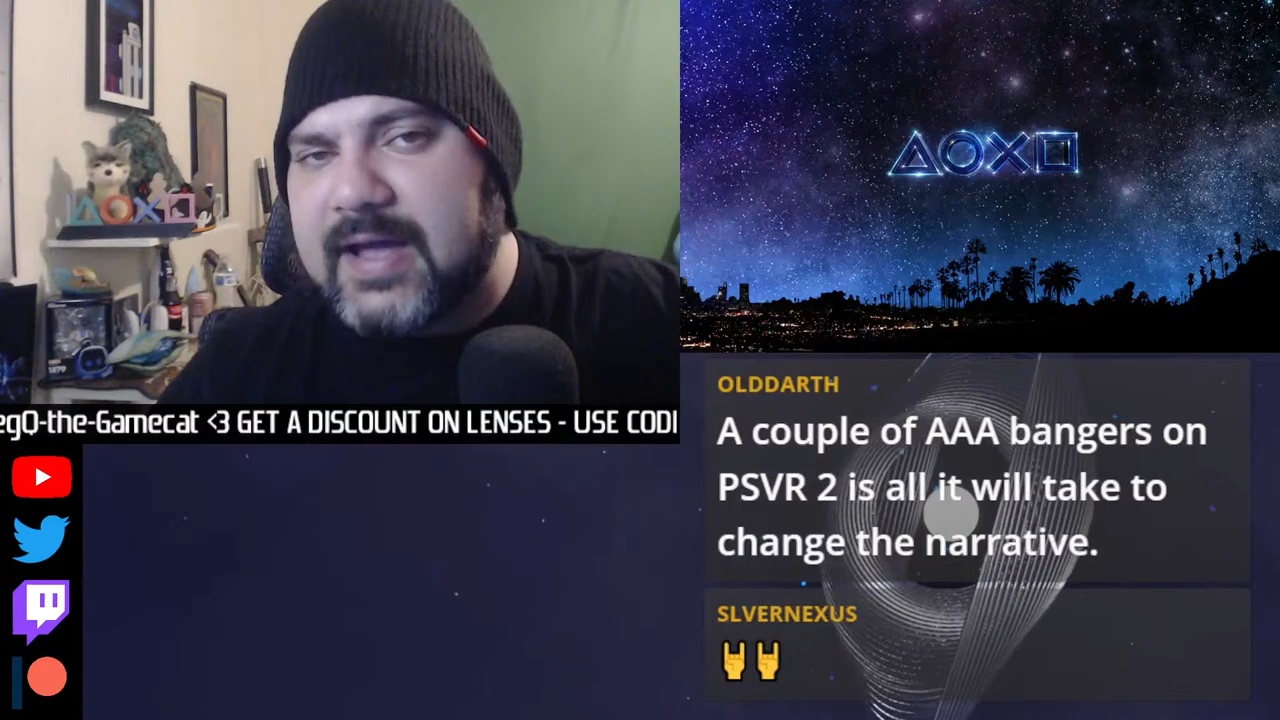 egQ-the-Gamecat <3 GET A DISCOUNT ON LENSES - USE CODI
OLDDARTH
A couple of AAA bangers on
PSVR 2 is all it will take to
change the narrative.
SLVERNEXUS
🤘🤘